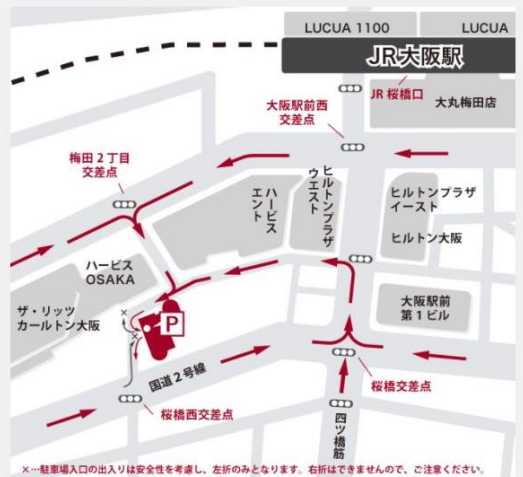 LUCUA 1100
LUCUA
JR大阪駅
JR 桜橋口
大丸梅田店
大阪駅前西
交差点
梅田2丁目
交差点
ハービス
エント
ヒルトンプラザ
ウエスト
ヒルトンプラザ
イースト
ヒルトン大阪
ハービス
OSAKA
ザ・リッツ
カールトン大阪
P
大阪駅前
第1ビル
国道2号線
桜橋西交差点
桜橋交差点
四ツ橋筋
×…駐車場入口の出入りは安全性を考慮し、左折のみとなります。右折はできませんので、ご注意ください。